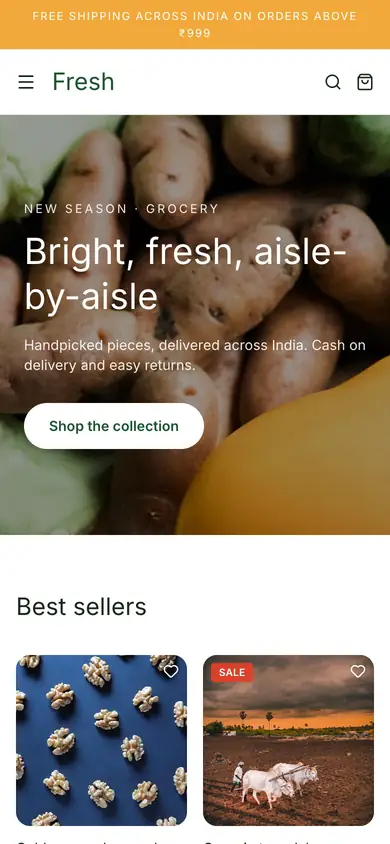 FREE SHIPPING ACROSS INDIA ON ORDERS ABOVE
₹999
Fresh
NEW SEASON · GROCERY
Bright, fresh, aisle-
by-aisle
Handpicked pieces, delivered across India. Cash on
delivery and easy returns.
Shop the collection
Best sellers
SALE